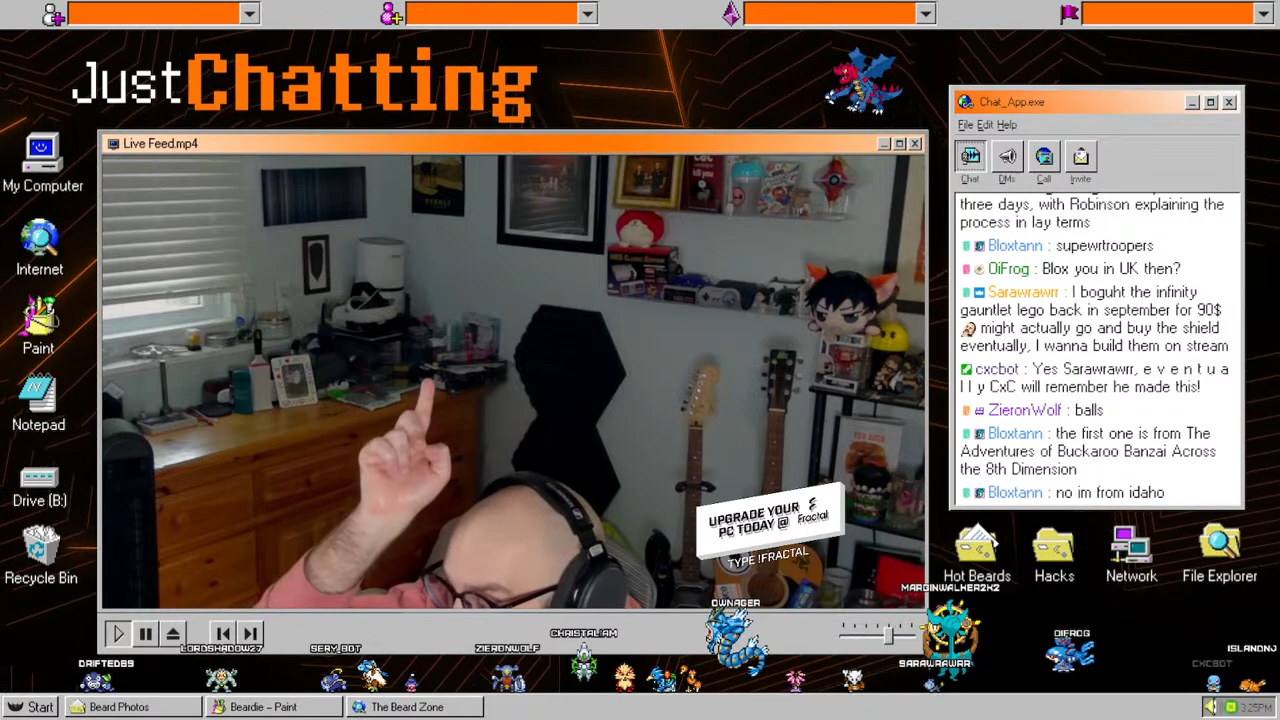 Just Chatting
Live Feed.mp4
My Computer
Internet
Paint
Notepad
Drive (B:)
Recycle Bin
UPGRADE YOUR
PC TODAY @ Fractal
TYPE !FRACTAL
Chat_App.exe
File Edit Help
Chat DMs Call Invite
three days, with Robinson explaining the
process in lay terms
Bloxtann : supewrtroopers
OiFrog : Blox you in UK then?
Sarawrawrr : I boguht the infinity
gauntlet lego back in september for 90$
might actually go and buy the shield
eventually, I wanna build them on stream
cxcbot : Yes Sarawrawrr, e v e n t u a
l l y CxC will remember he made this!
ZieronWolf : balls
Bloxtann : the first one is from The
Adventures of Buckaroo Banzai Across
the 8th Dimension
Bloxtann : no im from idaho
Hot Beards
Hacks
Network
File Explorer
MARGINWALKER2K2
OWNAGER
CHRISTALIAM
LORDSHADOW27
SERY_BOT
ZIERONWOLF
OIFROG
ISLANDNJ
DRIFTED89
SARAWRAWRR
CXCBOT
Start
Beard Photos
Beardie - Paint
The Beard Zone
3:25PM